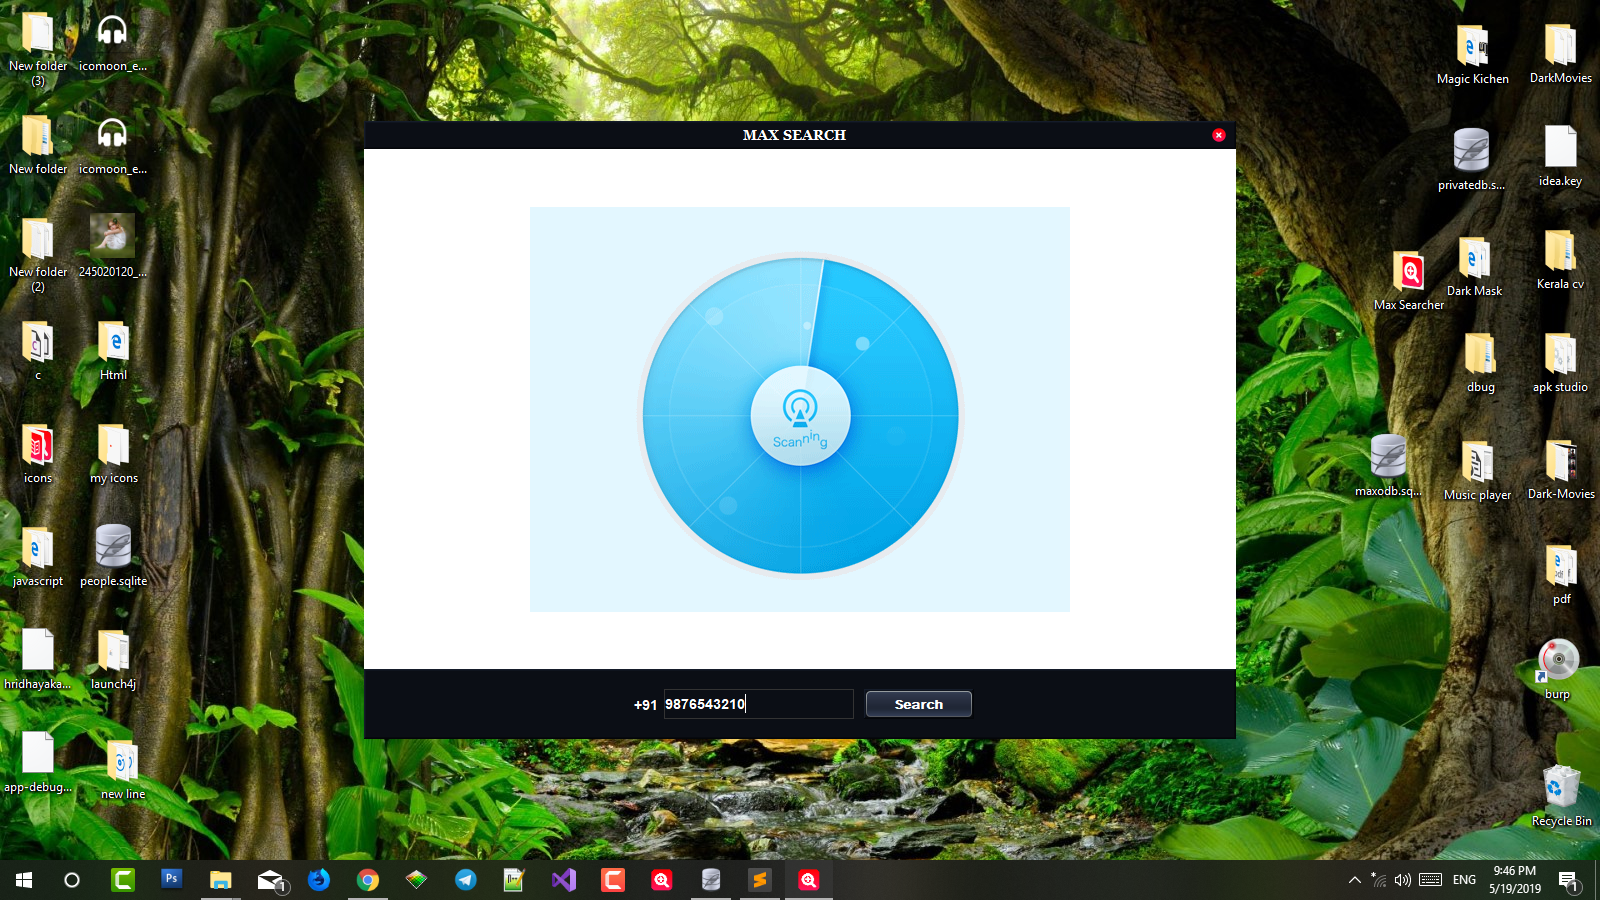 New folder
(3)
icomoon_e...
New folder
icomoon_e...
New folder
(2)
245020120_...
c
Html
icons
my icons
javascript
people.sqlite
hridhayaka...
launch4j
app-debug...
new line
MAX SEARCH
Scanning
+91
9876543210
Search
Magic Kichen
DarkMovies
privatedb.s...
idea.key
Max Searcher
Dark Mask
Kerala cv
dbug
apk studio
maxodb.sq...
Music player
Dark-Movies
pdf
burp
Recycle Bin
Ps
1
ENG
9:46 PM
5/19/2019
1